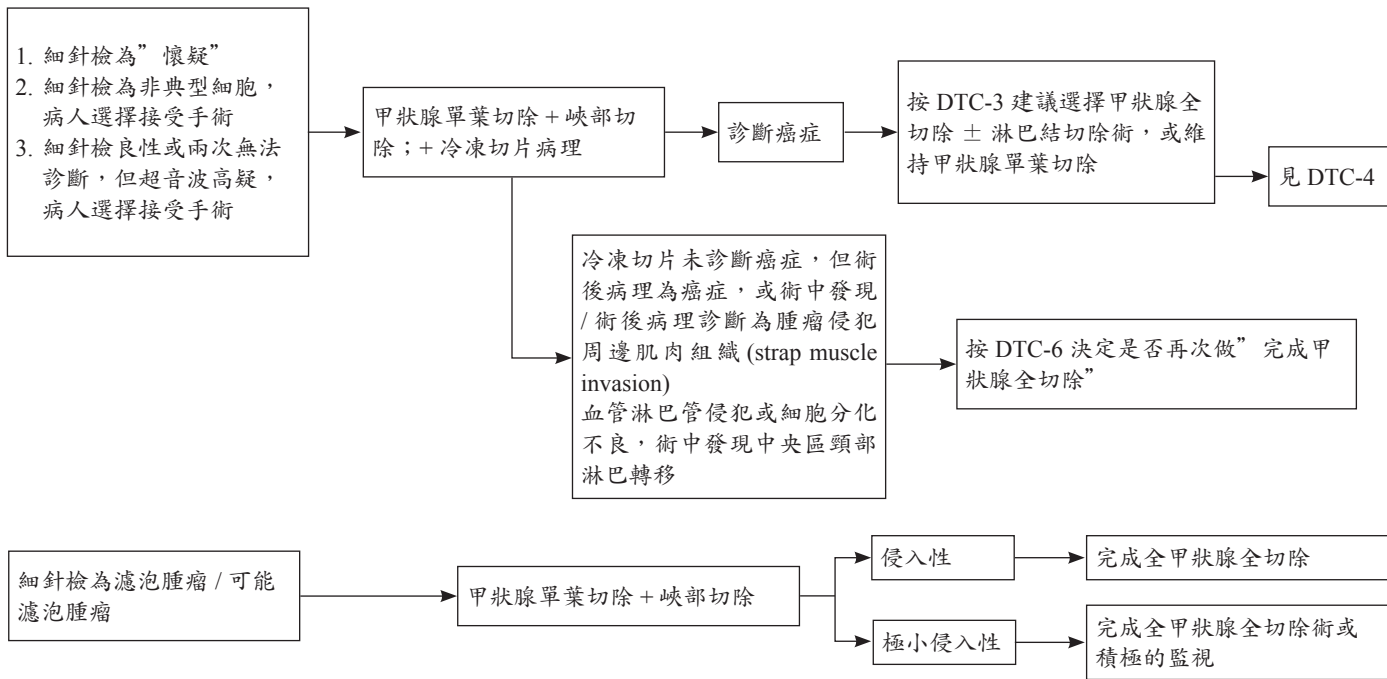 1. 細針檢為”懷疑”
2. 細針檢為非典型細胞，
病人選擇接受手術
3. 細針檢良性或兩次無法
診斷，但超音波高疑，
病人選擇接受手術
甲狀腺單葉切除 + 峽部切
除；+ 冷凍切片病理
診斷癌症
按 DTC-3 建議選擇甲狀腺全
切除 ± 淋巴結切除術，或維
持甲狀腺單葉切除
見 DTC-4
冷凍切片未診斷癌症，但術
後病理為癌症，或術中發現
/ 術後病理診斷為腫瘤侵犯
周邊肌肉組織 (strap muscle
invasion)
血管淋巴管侵犯或細胞分化
不良，術中發現中央區頸部
淋巴轉移
按 DTC-6 決定是否再次做”完成甲
狀腺全切除”
細針檢為濾泡腫瘤 / 可能
濾泡腫瘤
甲狀腺單葉切除 + 峽部切除
侵入性
完成全甲狀腺全切除
極小侵入性
完成全甲狀腺全切除術或
積極的監視